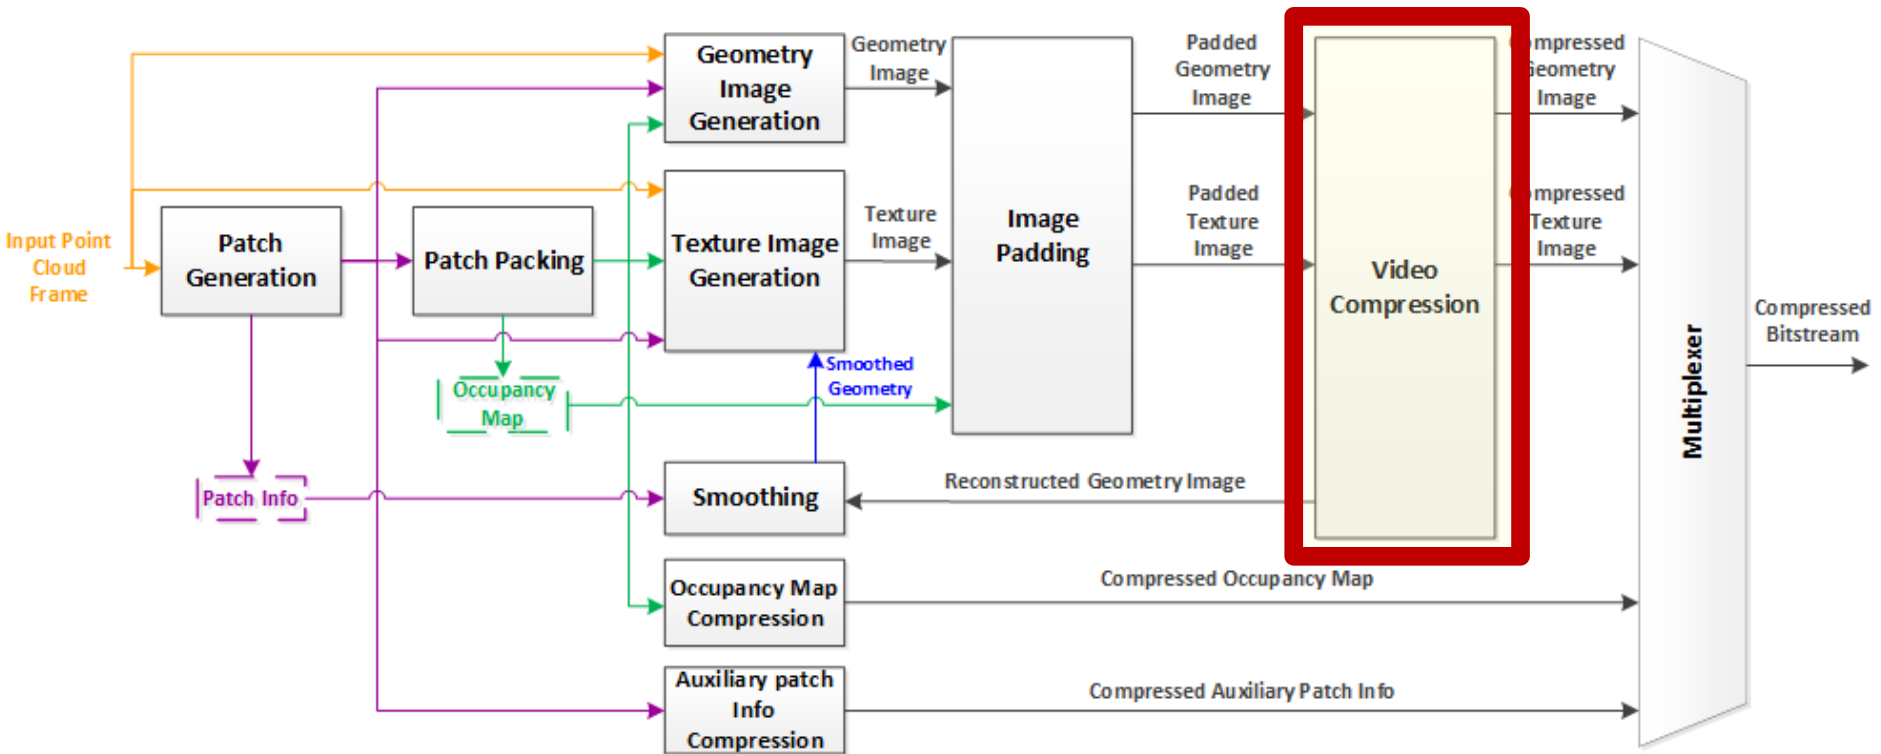 Geometry
Image
Generation
Geometry
Image
Padded
Geometry
Image
mpressed
eometry
Image
Input Point
Cloud
Frame
Patch
Generation
Patch Packing
Texture Image
Generation
Texture
Image
Image
Padding
Padded
Texture
Image
Video
Compression
mpressed
Texture
Image
Multiplexer
Compressed
Bitstream
Occupancy
Map
Smoothed
Geometry
Patch Info
Smoothing
Reconstructed Geometry Image
Occupancy Map
Compression
Compressed Occupancy Map
Auxiliary patch
Info
Compression
Compressed Auxiliary Patch Info